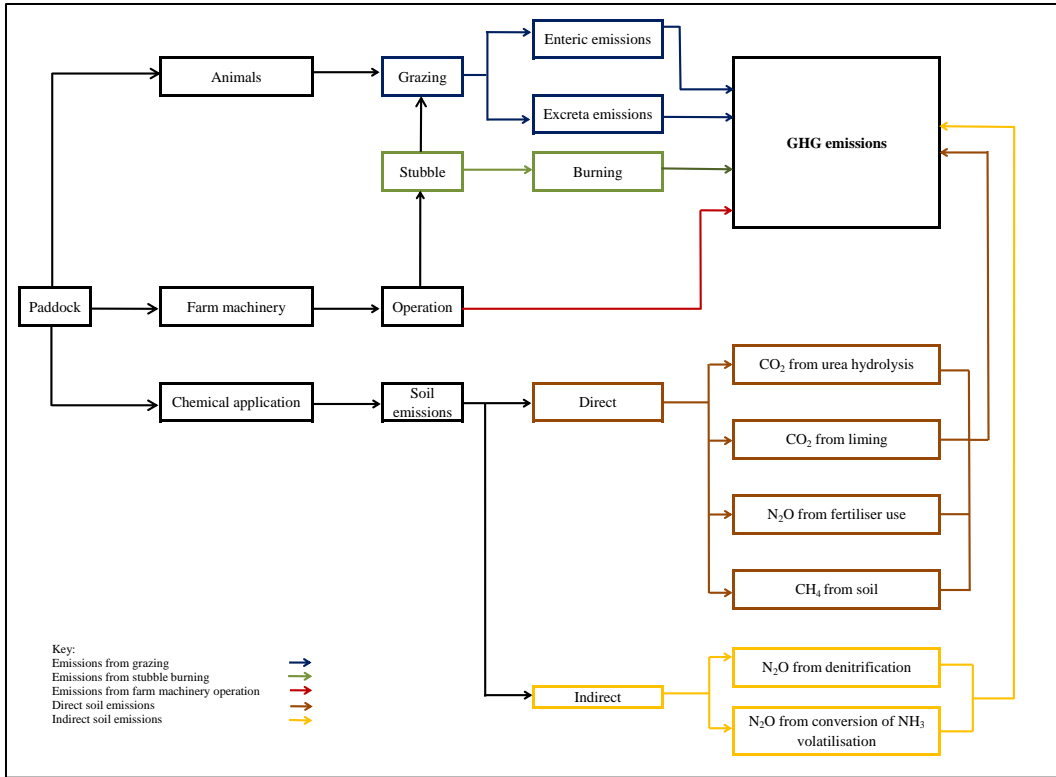 Enteric emissions
Animals
Grazing
Excreta emissions
GHG emissions
Stubble
Burning
Paddock
Farm machinery
Operation
CO₂ from urea hydrolysis
Chemical application
Soil
emissions
Direct
CO₂ from liming
N₂O from fertiliser use
CH₄ from soil
Indirect
N₂O from denitrification
N₂O from conversion of NH₃
volatilisation
Key:
Emissions from grazing
Emissions from stubble burning
Emissions from farm machinery operation
Direct soil emissions
Indirect soil emissions